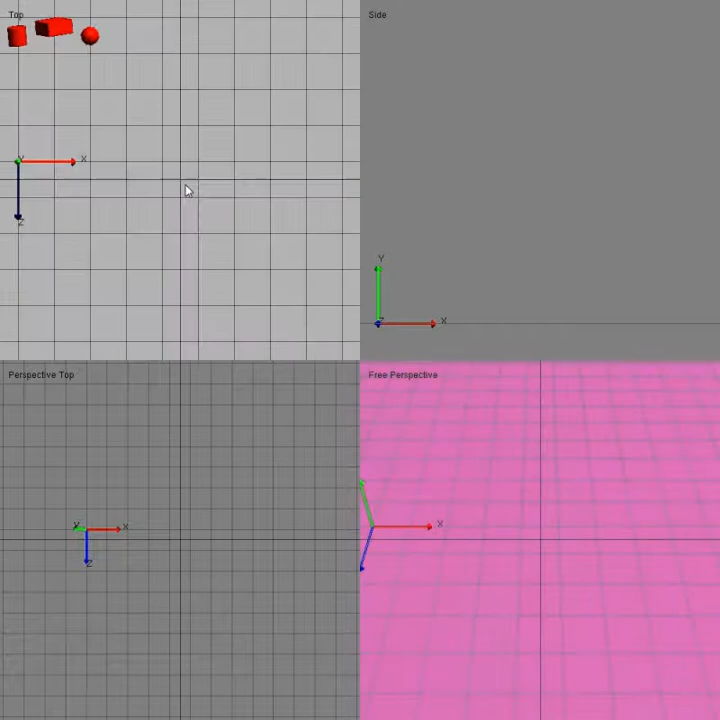 Top
Side
Y X
Z
Y
Z X
Perspective Top
Free Perspective
Y X
Z
X